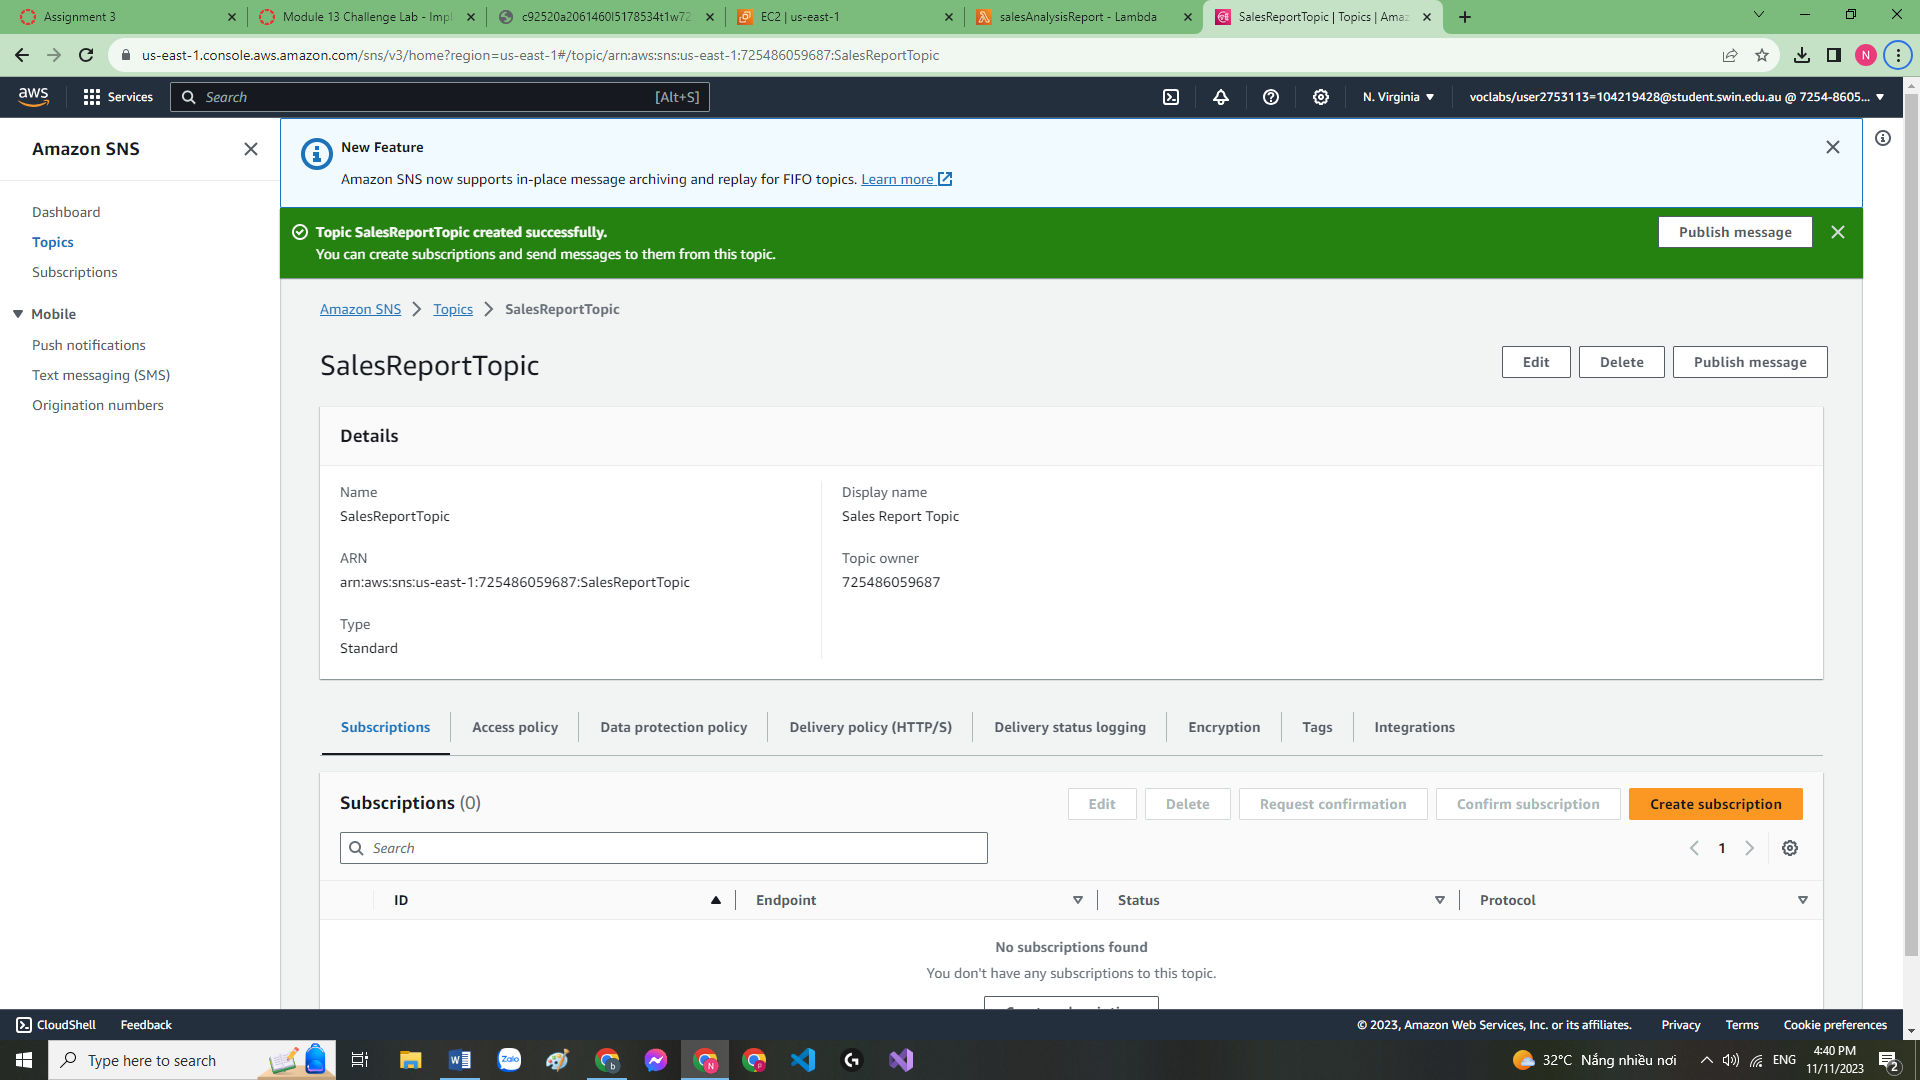 Assignment 3
Module 13 Challenge Lab - Impl
c92520a2061460l5178534t1w72
EC2 | us-east-1
salesAnalysisReport - Lambda
SalesReportTopic | Topics | Amaz
us-east-1.console.aws.amazon.com/sns/v3/home?region=us-east-1#/topic/arn:aws:sns:us-east-1:725486059687:SalesReportTopic
N
aws
Services
Search
[Alt+S]
N. Virginia
voclabs/user2753113=104219428@student.swin.edu.au @ 7254-8605...
Amazon SNS
Dashboard
Topics
Subscriptions
Mobile
Push notifications
Text messaging (SMS)
Origination numbers
New Feature
Amazon SNS now supports in-place message archiving and replay for FIFO topics. Learn more
Topic SalesReportTopic created successfully.
You can create subscriptions and send messages to them from this topic.
Publish message
Amazon SNS
Topics
SalesReportTopic
SalesReportTopic
Edit
Delete
Publish message
Details
Name
SalesReportTopic
ARN
arn:aws:sns:us-east-1:725486059687:SalesReportTopic
Type
Standard
Display name
Sales Report Topic
Topic owner
725486059687
Subscriptions
Access policy
Data protection policy
Delivery policy (HTTP/S)
Delivery status logging
Encryption
Tags
Integrations
Subscriptions (0)
Edit
Delete
Request confirmation
Confirm subscription
Create subscription
Search
1
ID
Endpoint
Status
Protocol
No subscriptions found
You don't have any subscriptions to this topic.
CloudShell
Feedback
© 2023, Amazon Web Services, Inc. or its affiliates.
Privacy
Terms
Cookie preferences
Type here to search
Zalo
32°C Nắng nhiều nơi
ENG
4:40 PM
11/11/2023
2